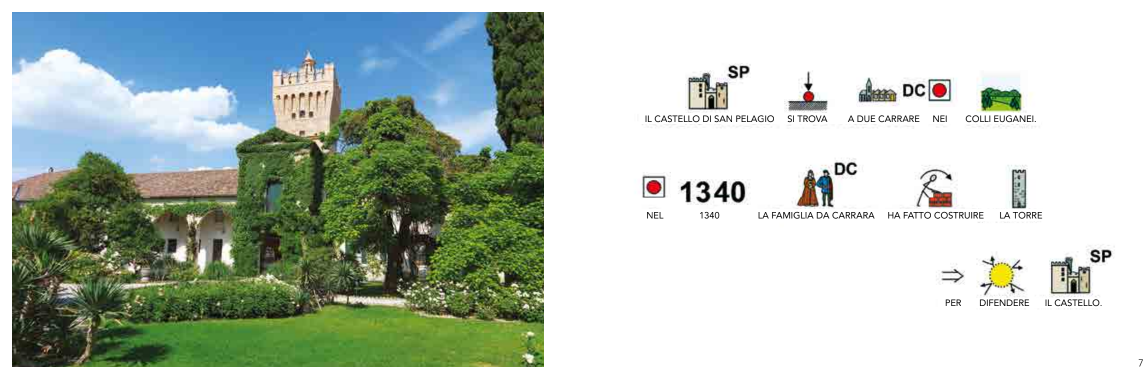 SP
DC
IL CASTELLO DI SAN PELAGIO SI TROVA A DUE CARRARE NEI COLLI EUGANEI.
1340 DC
NEL 1340 LA FAMIGLIA DA CARRARA HA FATTO COSTRUIRE LA TORRE
SP
PER DIFENDERE IL CASTELLO.
7